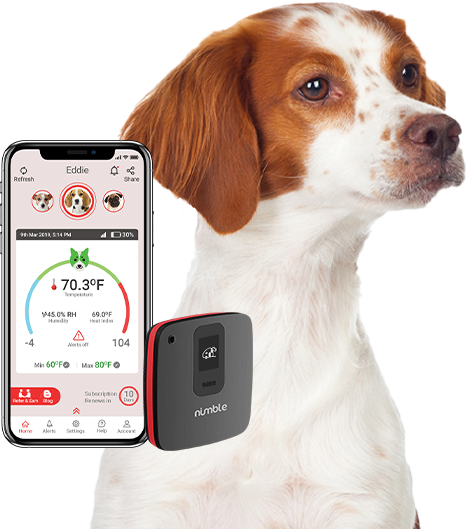 Eddie
Refresh
Share
9th Mar 2019, 5:14 PM
30%
70.3°F
Temperature
45.0% RH
69.0°F
Humidity
Heat Index
-4
Alerts off
104
Min 60°F
Max 80°F
Refer & Earn
Blog
Subscription
Renews in
10
Days
Home
Alerts
Settings
Help
Account
nimble